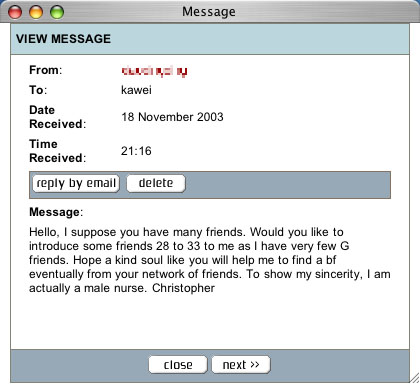 Message
VIEW MESSAGE
From:
To: kawei
Date Received: 18 November 2003
Time Received: 21:16
reply by email delete
Message:
Hello, I suppose you have many friends. Would you like to
introduce some friends 28 to 33 to me as I have very few G
friends. Hope a kind soul like you will help me to find a bf
eventually from your network of friends. To show my sincerity, I am
actually a male nurse. Christopher
close next >>